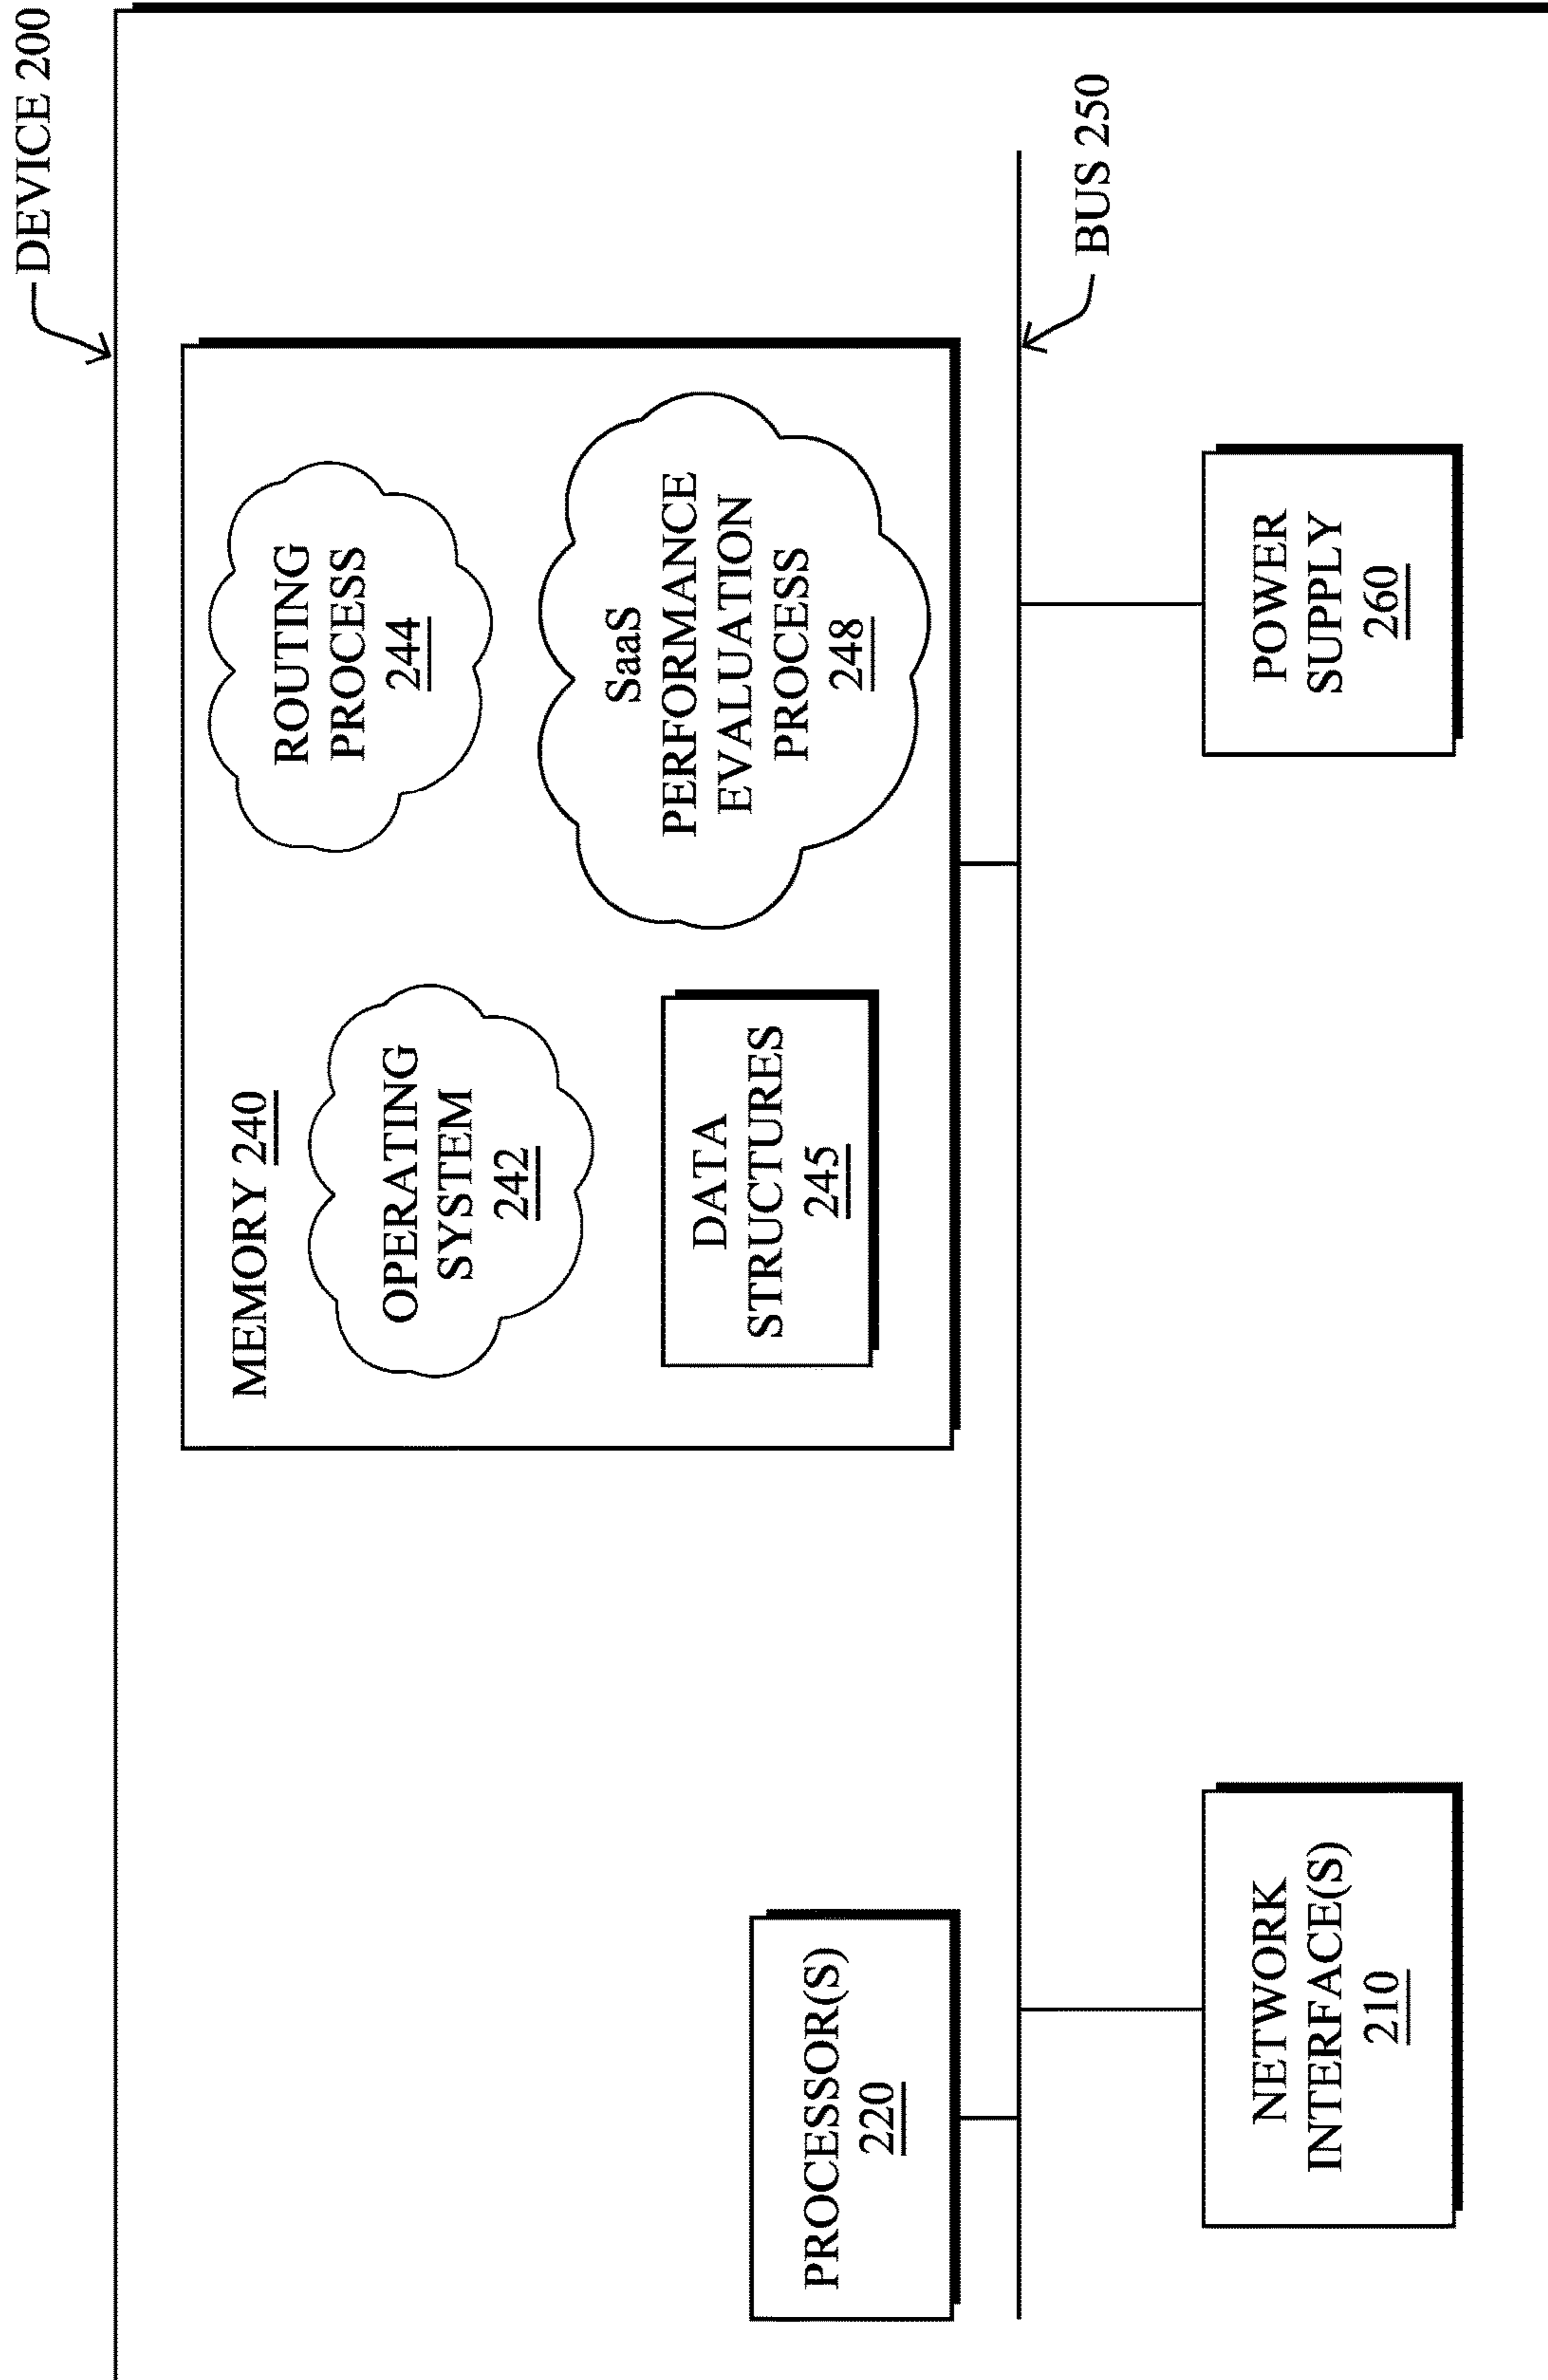 DEVICE 200
MEMORY 240
OPERATING
SYSTEM
242
ROUTING
PROCESS
244
DATA
STRUCTURES
245
SaaS
PERFORMANCE
EVALUATION
PROCESS
248
PROCESSOR(S)
220
BUS 250
NETWORK
INTERFACE(S)
210
POWER
SUPPLY
260